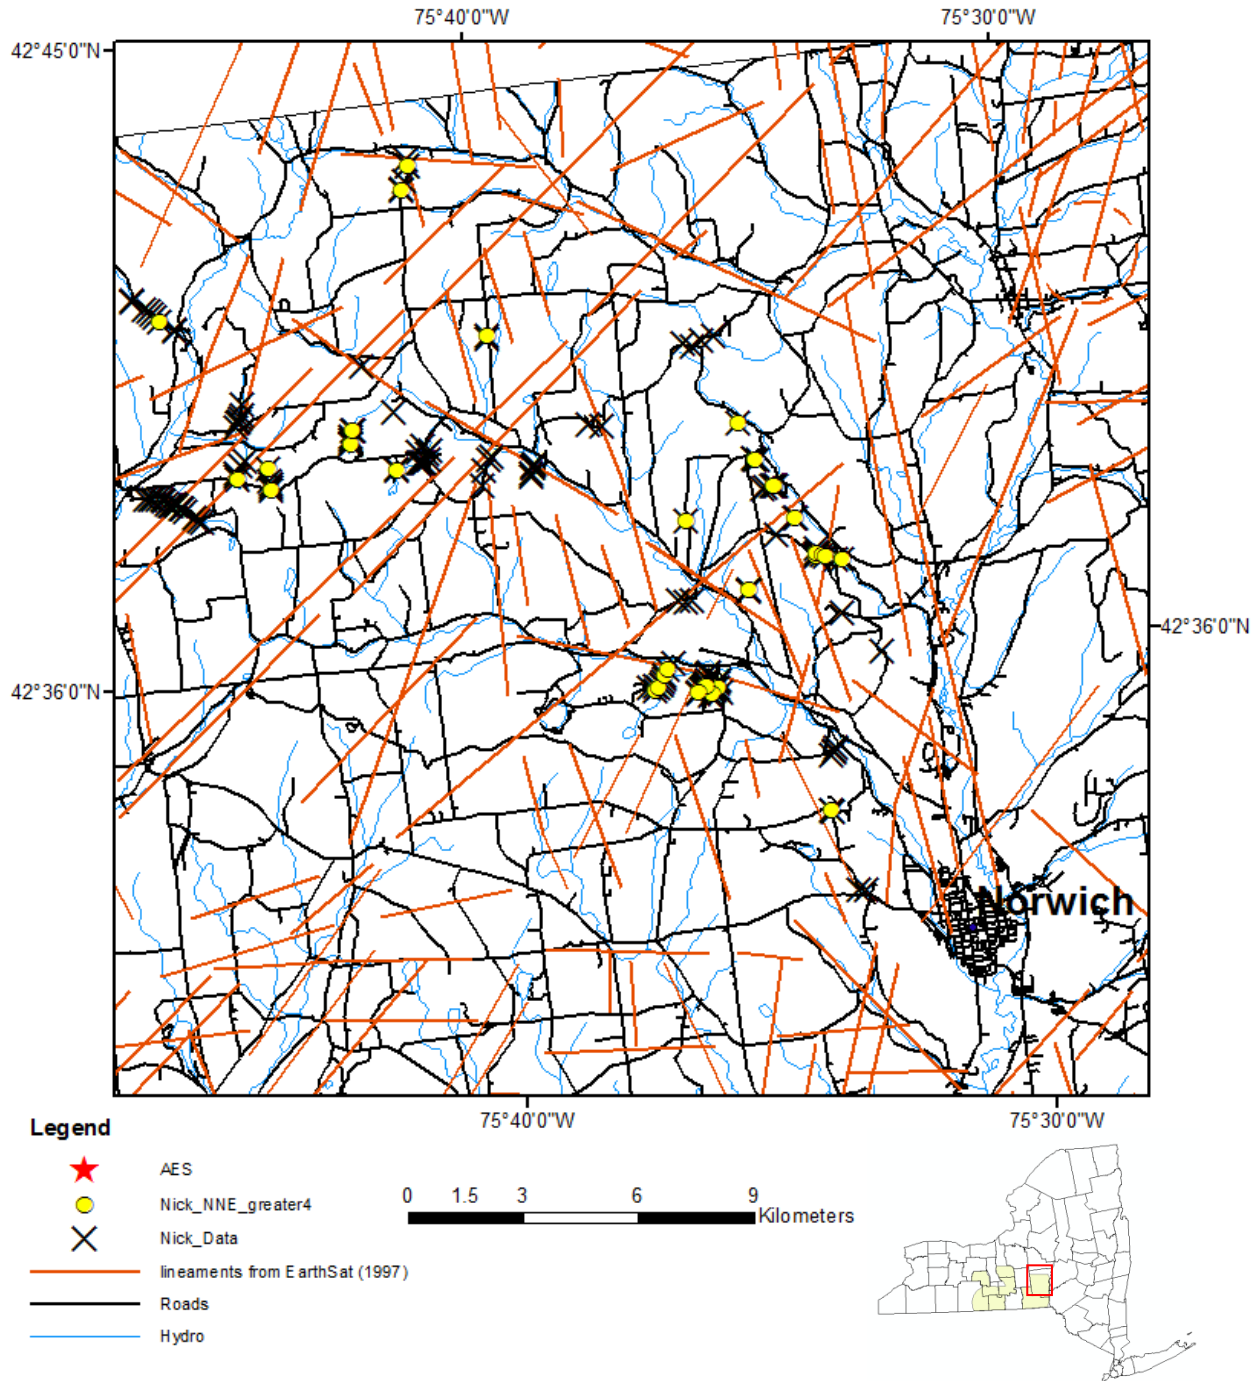 75°40'0"W 75°30'0"W
42°45'0"N
42°36'0"N
42°36'0"N
Norwich
75°40'0"W 75°30'0"W
Legend
AES
Nick_NNE_greater4
Nick_Data
lineaments from EarthSat (1997)
Roads
Hydro
0 1.5 3 6 9
Kilometers